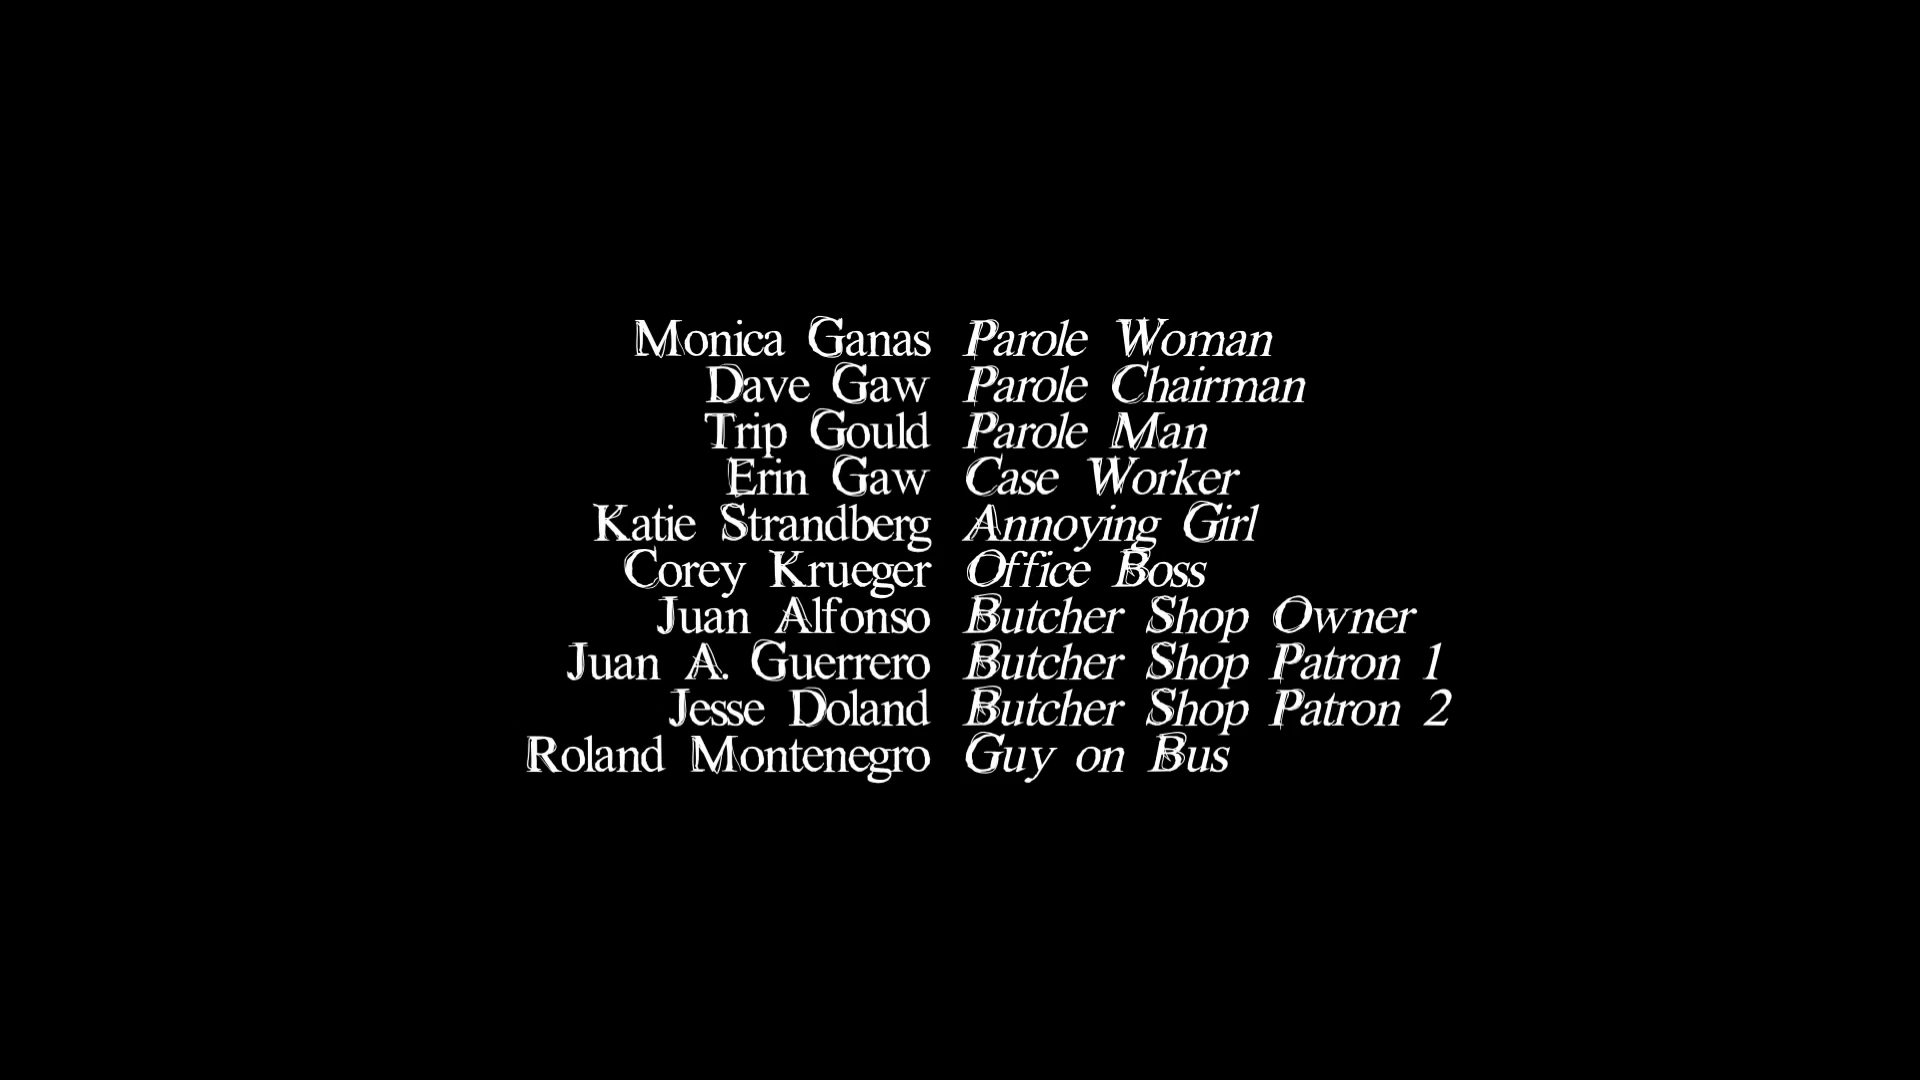 Monica Ganas Parole Woman
Dave Gaw Parole Chairman
Trip Gould Parole Man
Erin Gaw Case Worker
Katie Strandberg Annoying Girl
Corey Krueger Office Boss
Juan Alfonso Butcher Shop Owner
Juan A. Guerrero Butcher Shop Patron 1
Jesse Doland Butcher Shop Patron 2
Roland Montenegro Guy on Bus